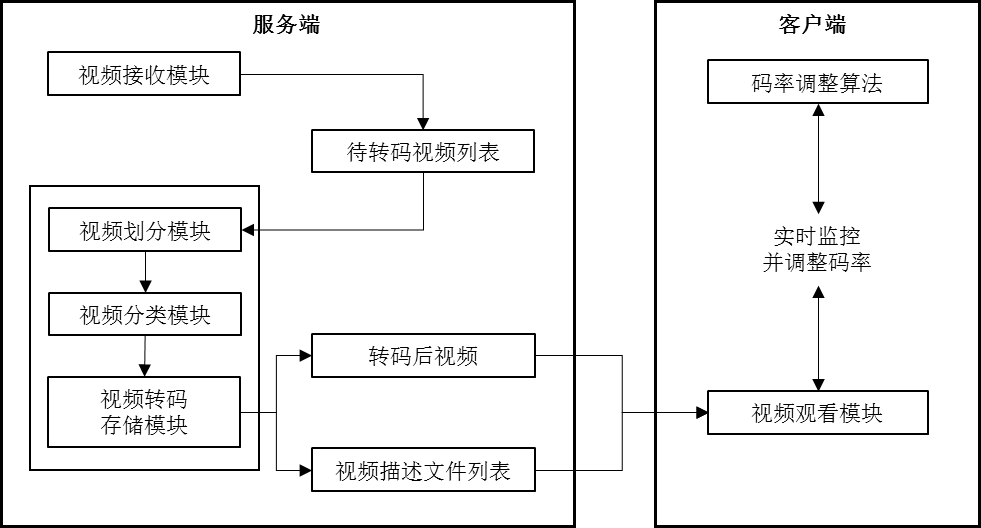 服务端
视频接收模块
待转码视频列表
视频划分模块
视频分类模块
视频转码
存储模块
转码后视频
视频描述文件列表
客户端
码率调整算法
实时监控
并调整码率
视频观看模块